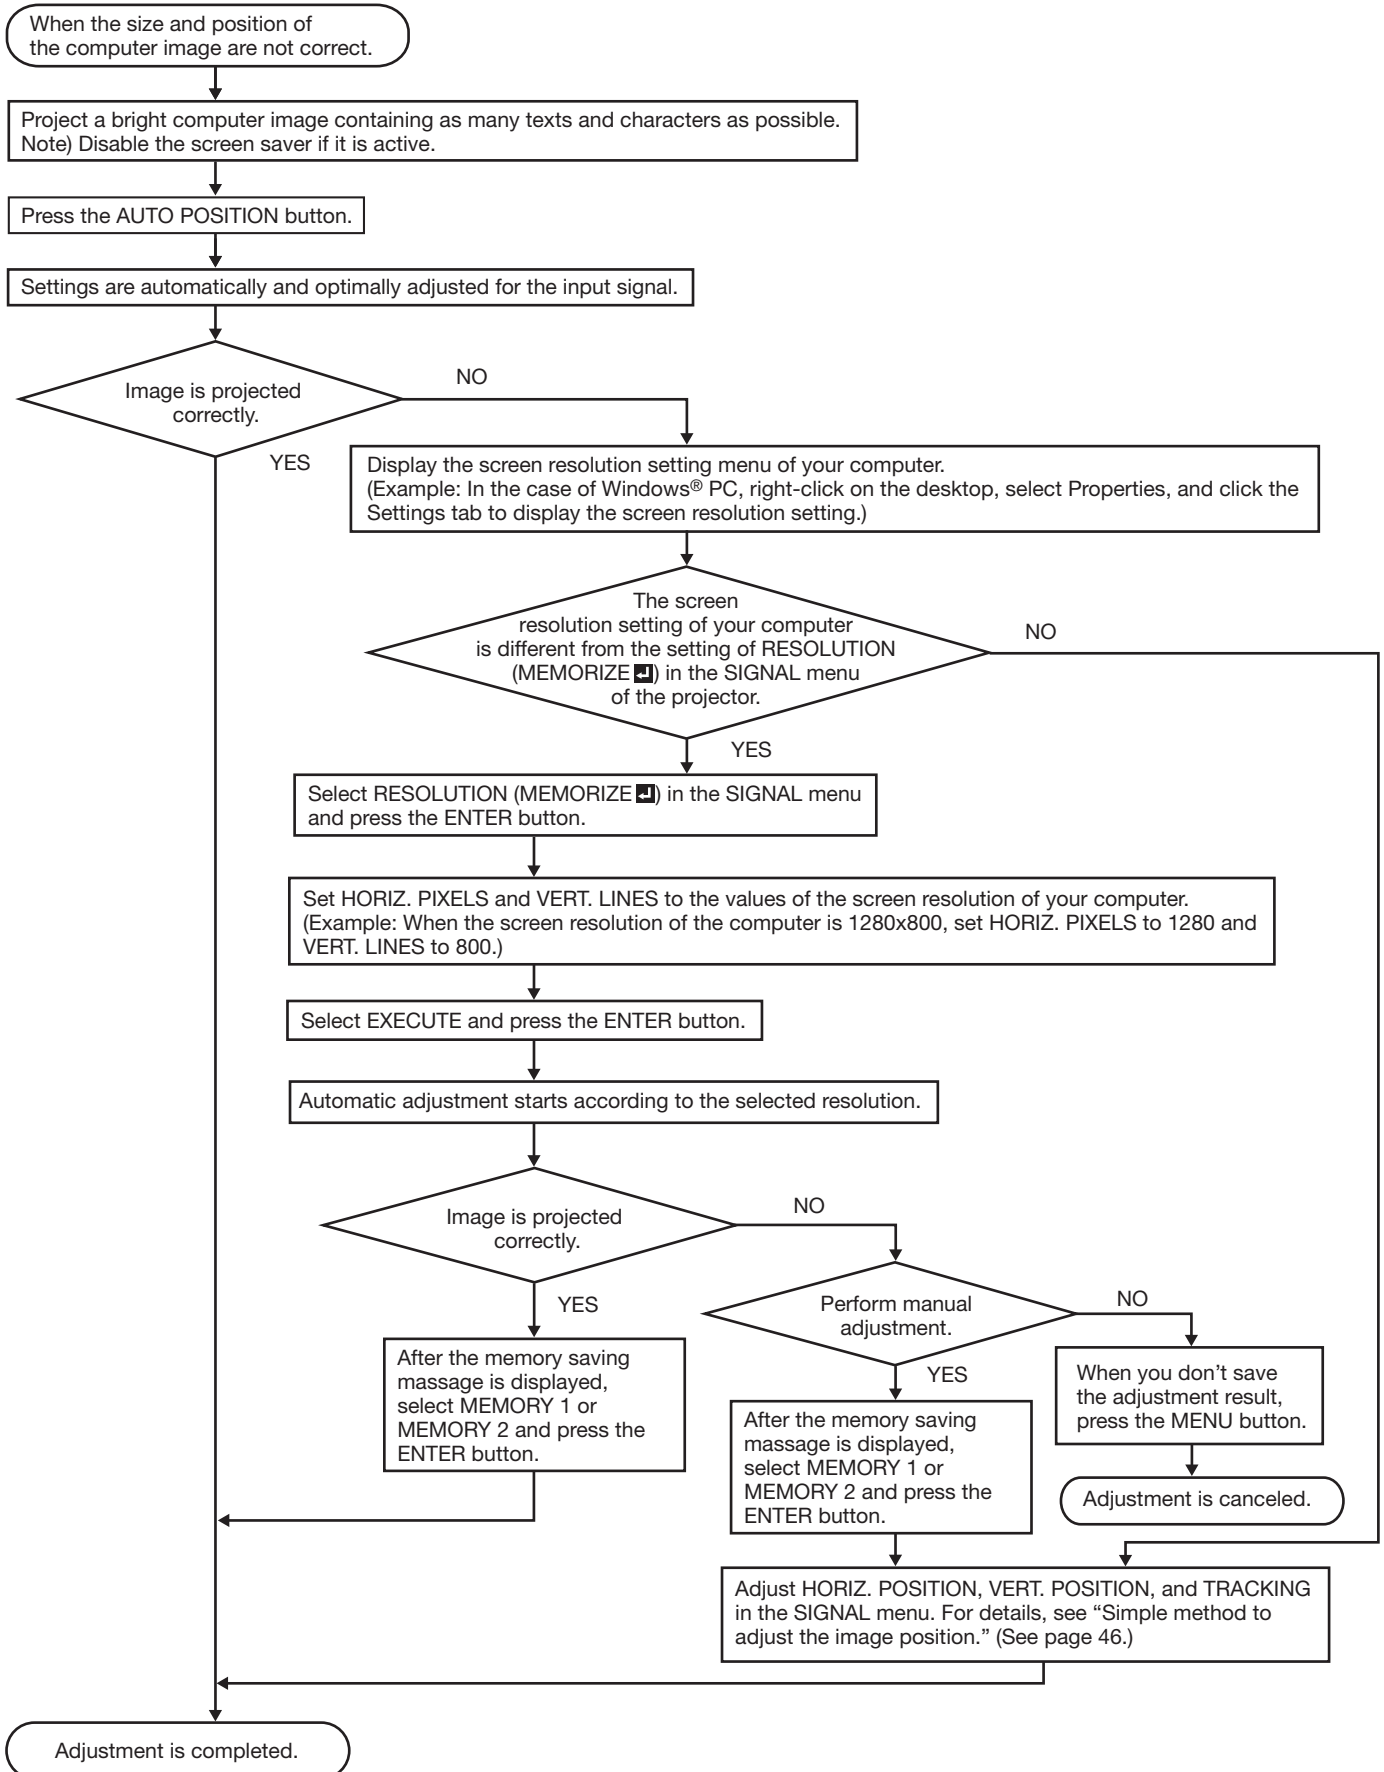 When the size and position of
the computer image are not correct.
Project a bright computer image containing as many texts and characters as possible.
Note) Disable the screen saver if it is active.
Press the AUTO POSITION button.
Settings are automatically and optimally adjusted for the input signal.
Image is projected
correctly.
NO
YES
Display the screen resolution setting menu of your computer.
(Example: In the case of Windows® PC, right-click on the desktop, select Properties, and click the
Settings tab to display the screen resolution setting.)
The screen
resolution setting of your computer
is different from the setting of RESOLUTION
(MEMORIZE ↵) in the SIGNAL menu
of the projector.
NO
YES
Select RESOLUTION (MEMORIZE ↵) in the SIGNAL menu
and press the ENTER button.
Set HORIZ. PIXELS and VERT. LINES to the values of the screen resolution of your computer.
(Example: When the screen resolution of the computer is 1280x800, set HORIZ. PIXELS to 1280 and
VERT. LINES to 800.)
Select EXECUTE and press the ENTER button.
Automatic adjustment starts according to the selected resolution.
Image is projected
correctly.
NO
YES
Perform manual
adjustment.
NO
YES
After the memory saving
massage is displayed,
select MEMORY 1 or
MEMORY 2 and press the
ENTER button.
After the memory saving
massage is displayed,
select MEMORY 1 or
MEMORY 2 and press the
ENTER button.
When you don't save
the adjustment result,
press the MENU button.
Adjustment is canceled.
Adjust HORIZ. POSITION, VERT. POSITION, and TRACKING
in the SIGNAL menu. For details, see “Simple method to
adjust the image position.” (See page 46.)
Adjustment is completed.